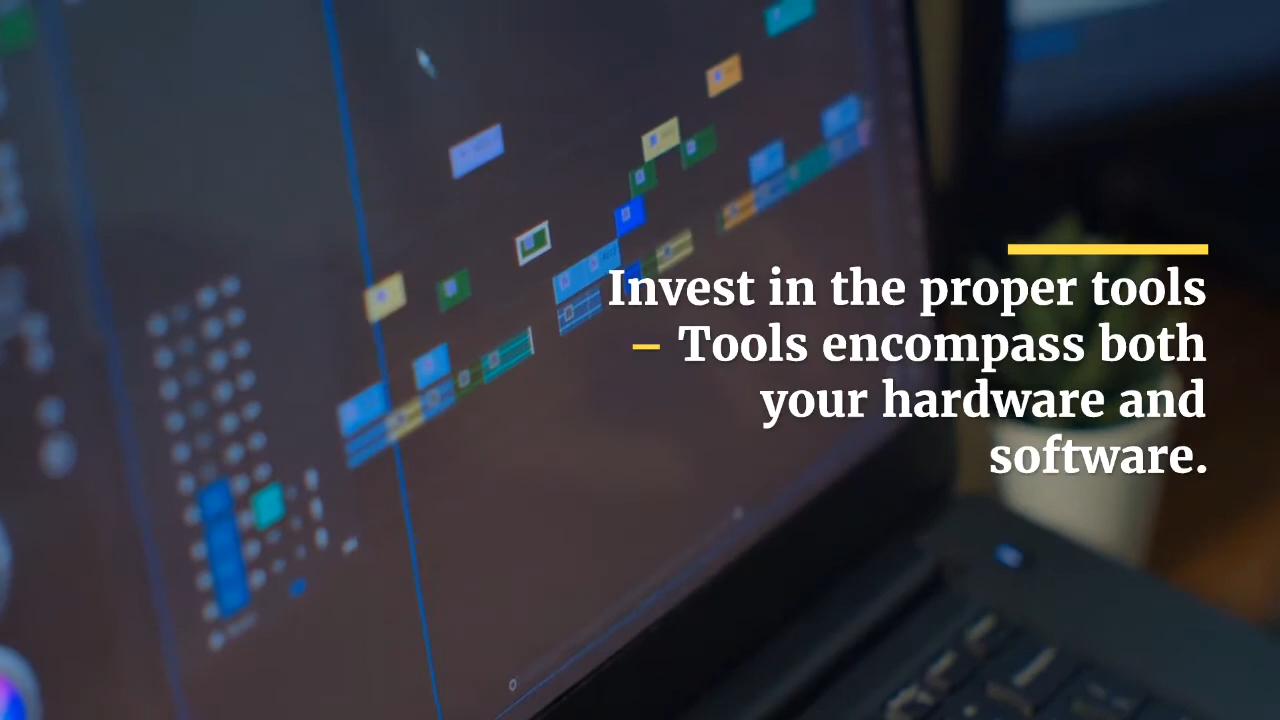 Invest in the proper tools
– Tools encompass both
your hardware and
software.